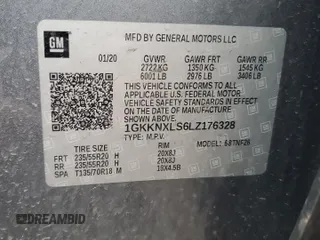 GM
MFD BY GENERAL MOTORS LLC
01/20 GVWR GAWR FRT GAWR RR
2722 KG 1350 KG 1545 KG
6001 LB 2976 LB 3406 LB
THIS VEHICLE CONFORMS TO ALL
APPLICABLE U.S. FEDERAL MOTOR
VEHICLE SAFETY STANDARDS IN EFFECT
ON THE DATE OF MANUFACTURE
SHOWN ABOVE.
1GKKNXLS6LZ176328
TYPE: M.P.V. MODEL:
TIRE SIZE RIM
FRT 235/55R20 H 20X8J
RR 235/55R20 H 20X8J
SPA T135/70R18 M 18X4.5B
DREAMBID